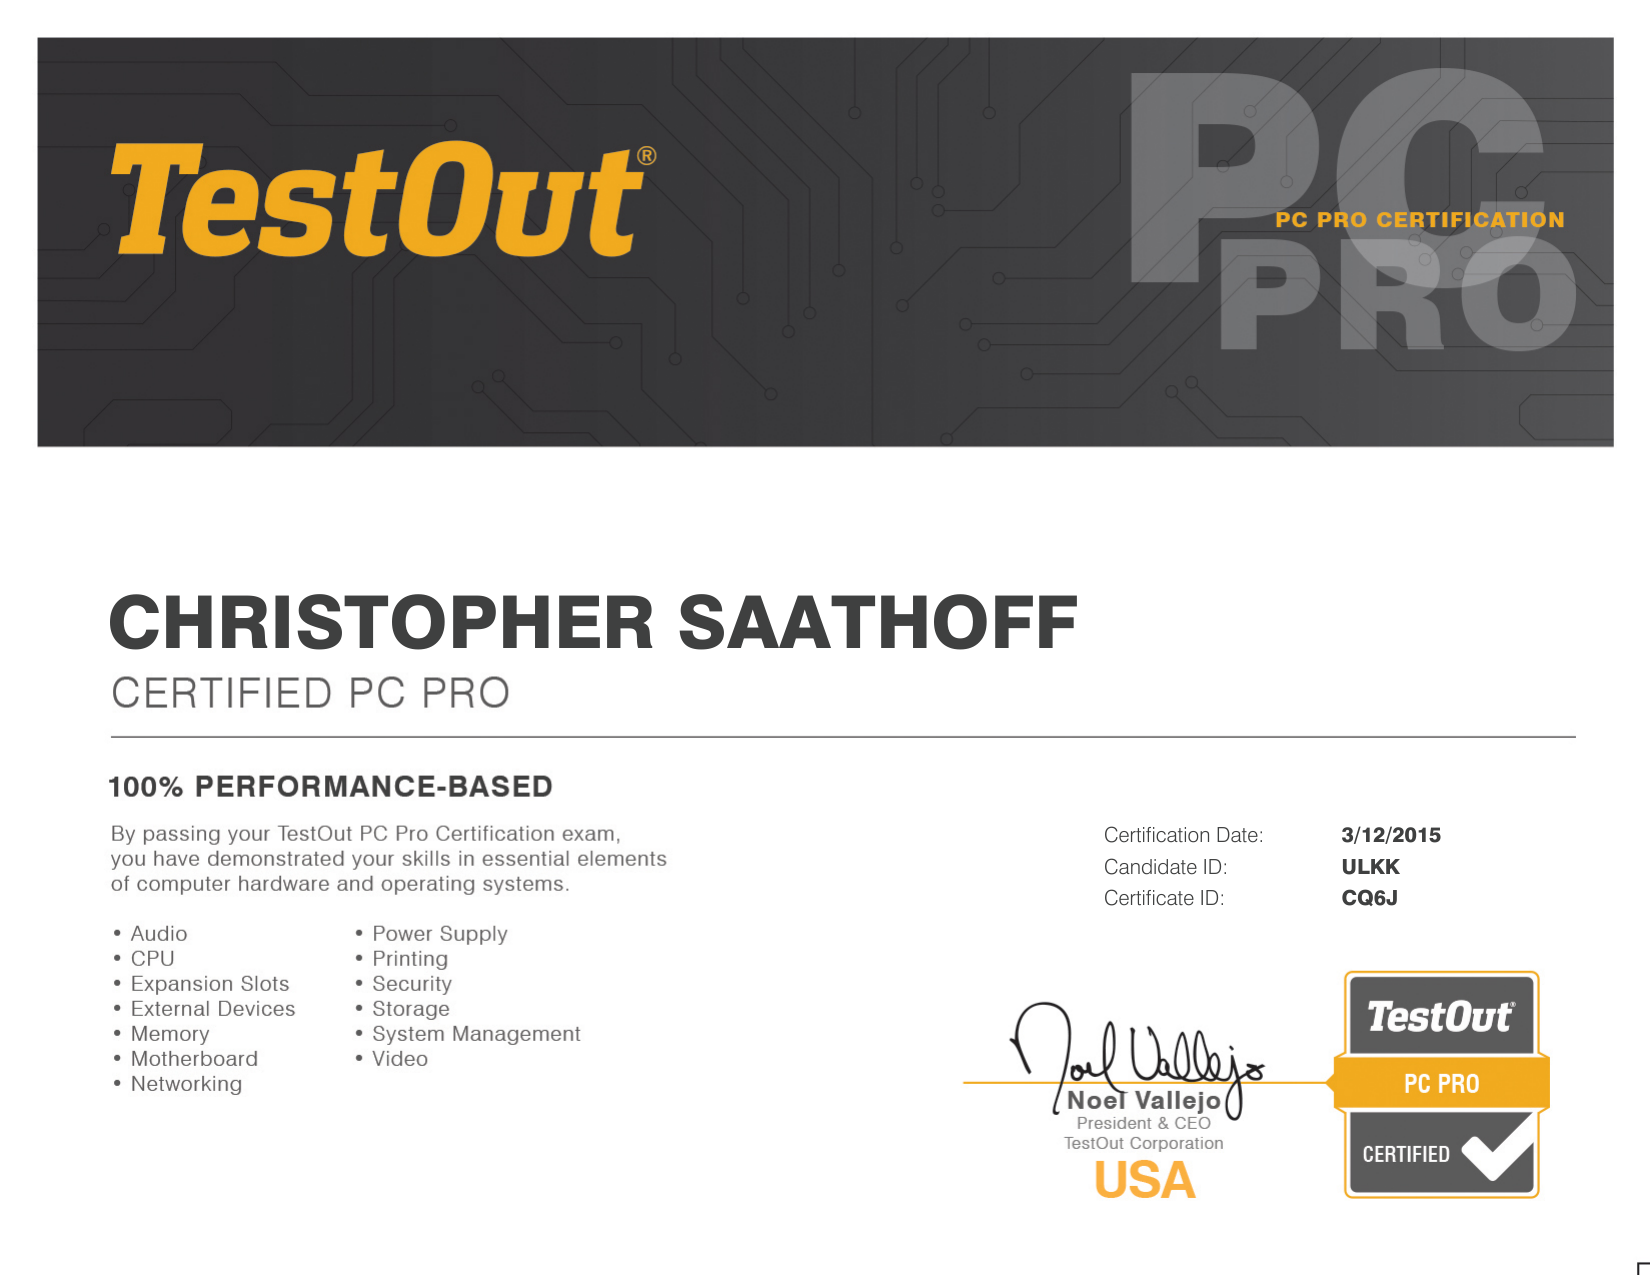 TestOut®
PC
PC PRO CERTIFICATION
PRO
CHRISTOPHER SAATHOFF
CERTIFIED PC PRO
100% PERFORMANCE-BASED
By passing your TestOut PC Pro Certification exam,
you have demonstrated your skills in essential elements
of computer hardware and operating systems.
• Audio
• CPU
• Expansion Slots
• External Devices
• Memory
• Motherboard
• Networking
• Power Supply
• Printing
• Security
• Storage
• System Management
• Video
Certification Date: 3/12/2015
Candidate ID: ULKK
Certificate ID: CQ6J
Noel Vallejo
Noel Vallejo
President & CEO
TestOut Corporation
USA
TestOut®
PC PRO
CERTIFIED